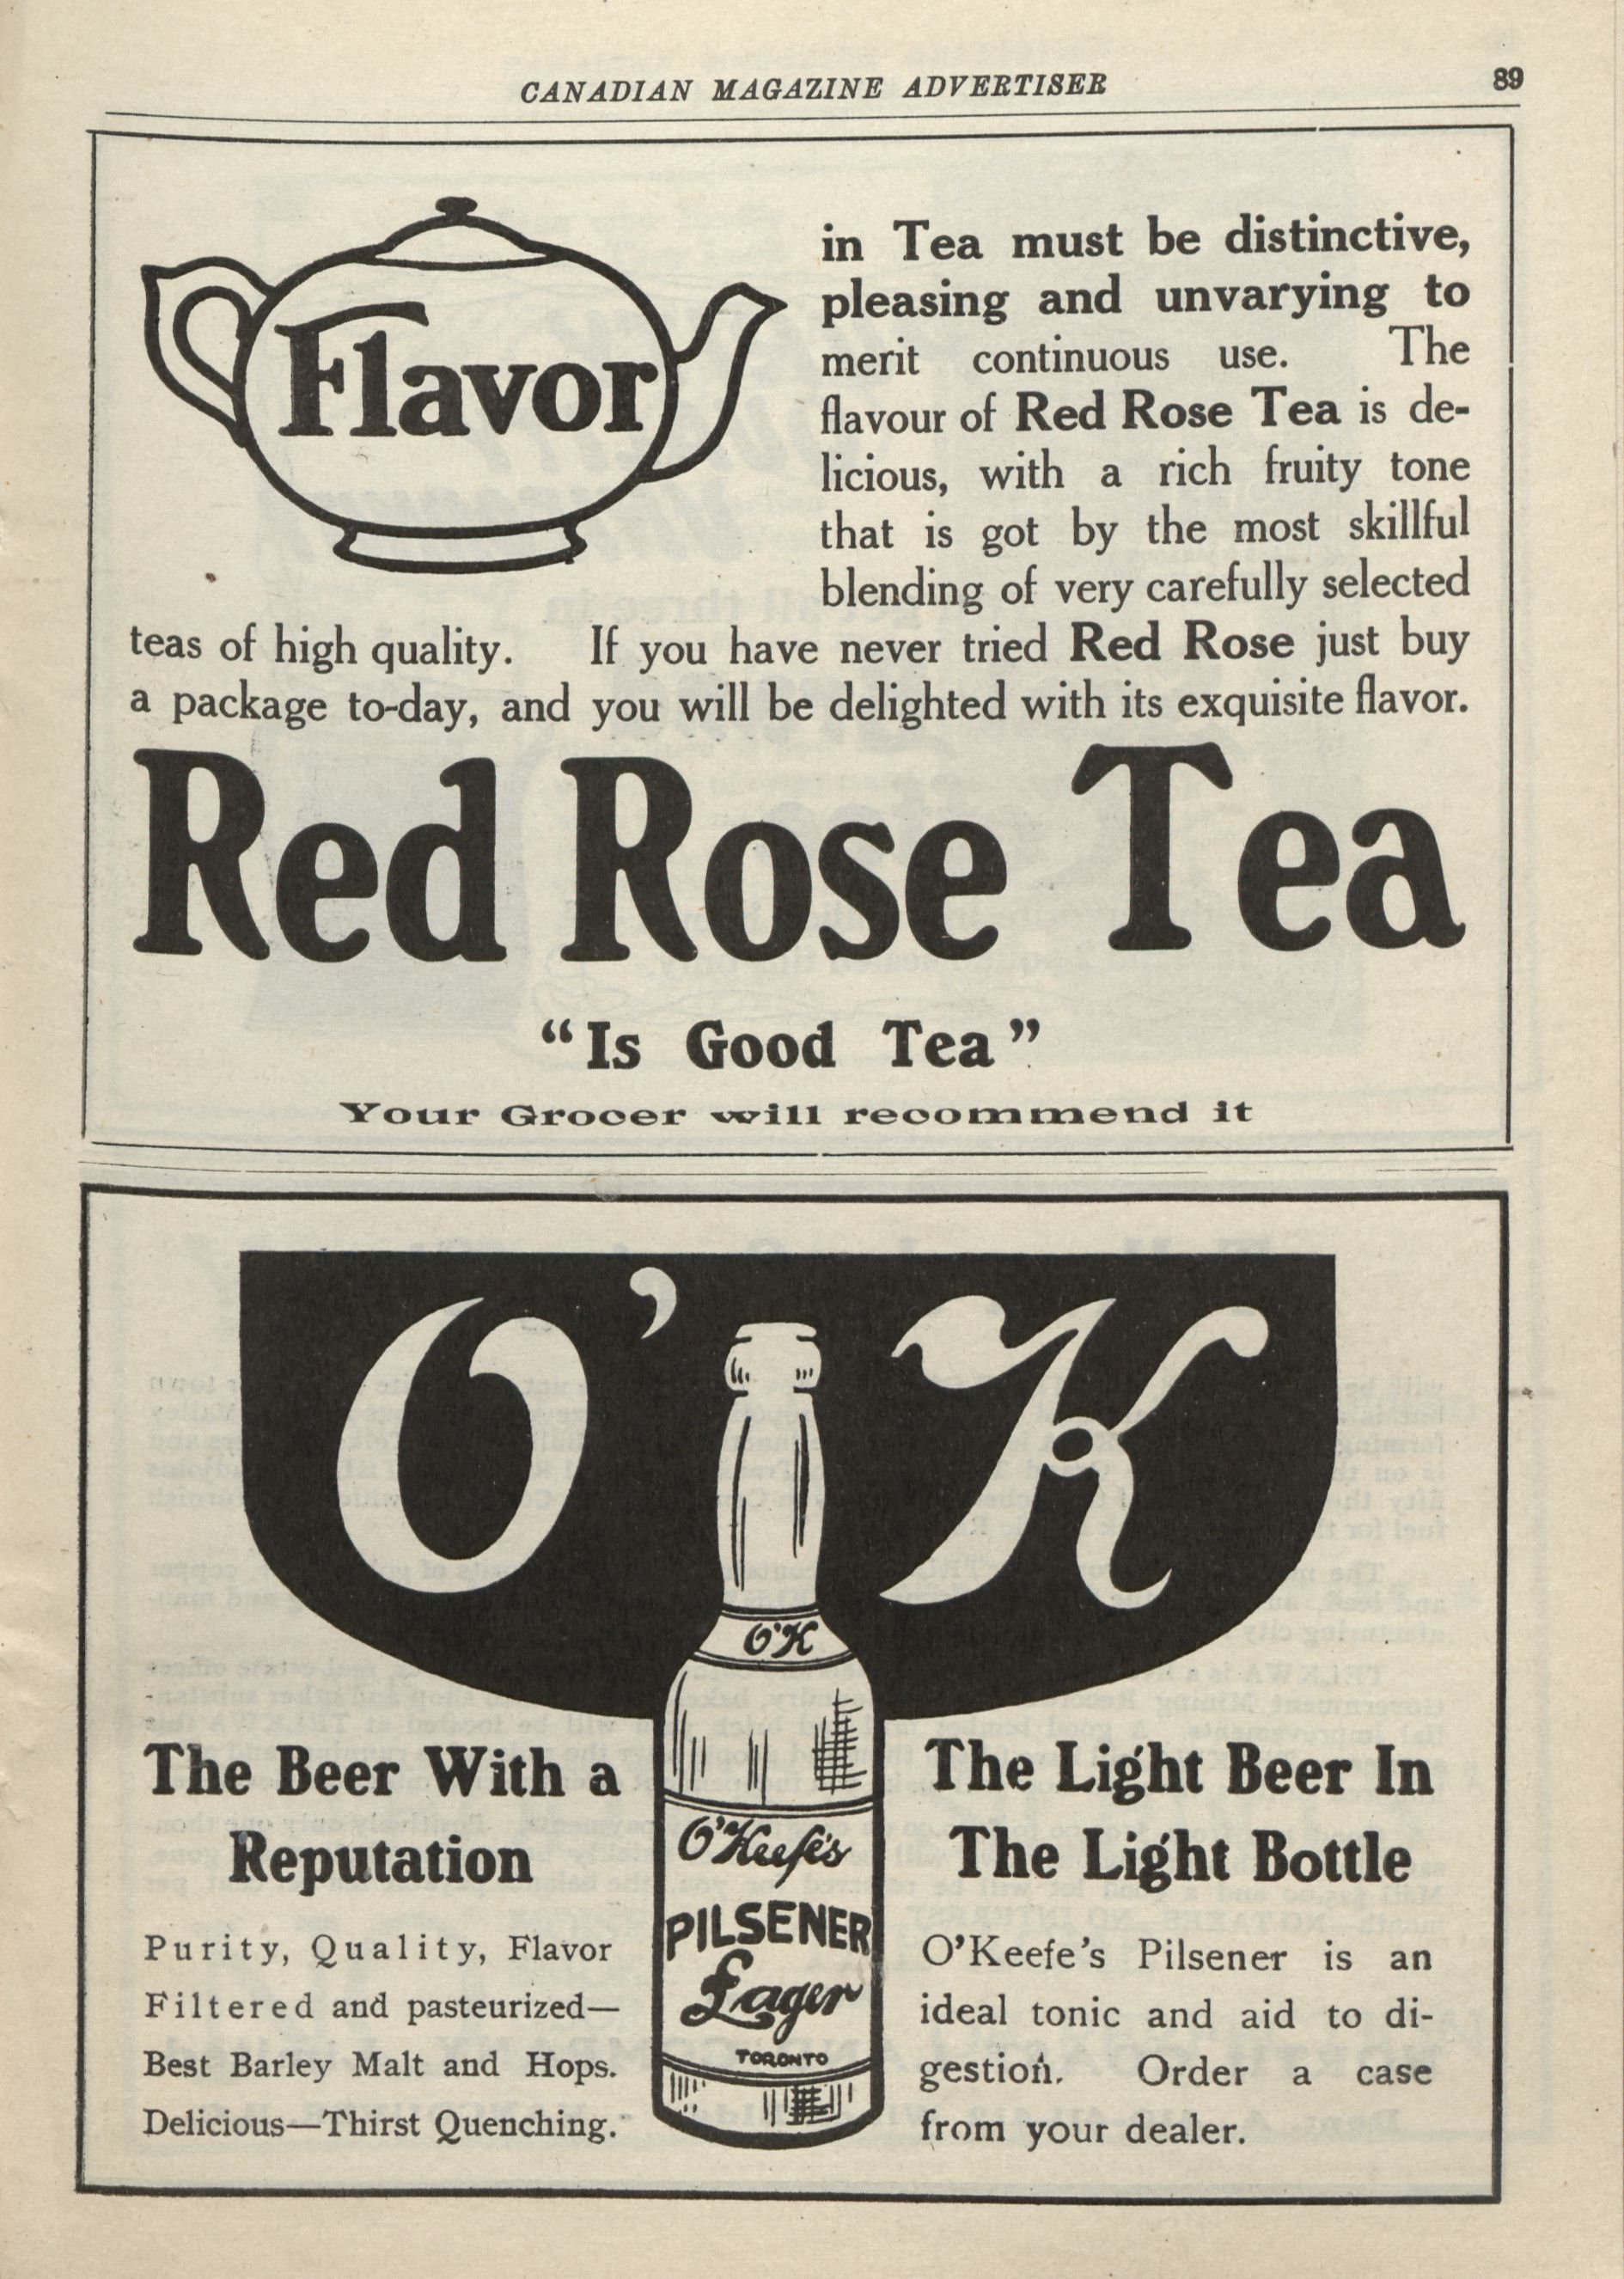 CANADIAN MAGAZINE ADVERTISER 89
Flavor
in Tea must be distinctive,
pleasing and unvarying to
merit continuous use. The
flavour of Red Rose Tea is de-
licious, with a rich fruity tone
that is got by the most skillful
blending of very carefully selected
teas of high quality. If you have never tried Red Rose just buy
a package to-day, and you will be delighted with its exquisite flavor.
Red Rose Tea
"Is Good Tea"
Your Grocer will recommend it
O'K
O'K
The Beer With a
Reputation
Purity, Quality, Flavor
Filtered and pasteurized—
Best Barley Malt and Hops.
Delicious—Thirst Quenching.
O'Keefe's
PILSENER
Lager
TORONTO
The Light Beer In
The Light Bottle
O'Keefe's Pilsener is an
ideal tonic and aid to di-
gestion. Order a case
from your dealer.